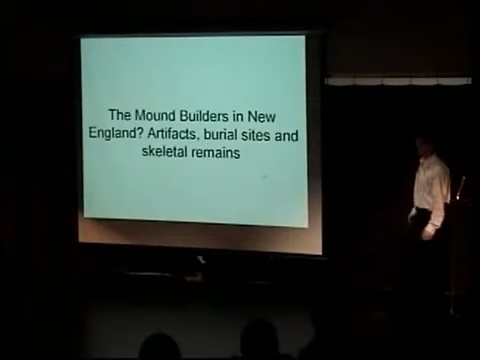 The Mound Builders in New
England? Artifacts, burial sites and
skeletal remains